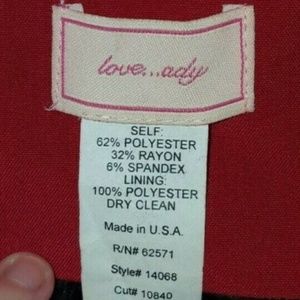 love...ady
SELF:
62% POLYESTER
32% RAYON
6% SPANDEX
LINING:
100% POLYESTER
DRY CLEAN
Made in U.S.A.
R/N# 62571
Style# 14068
Cut# 10840